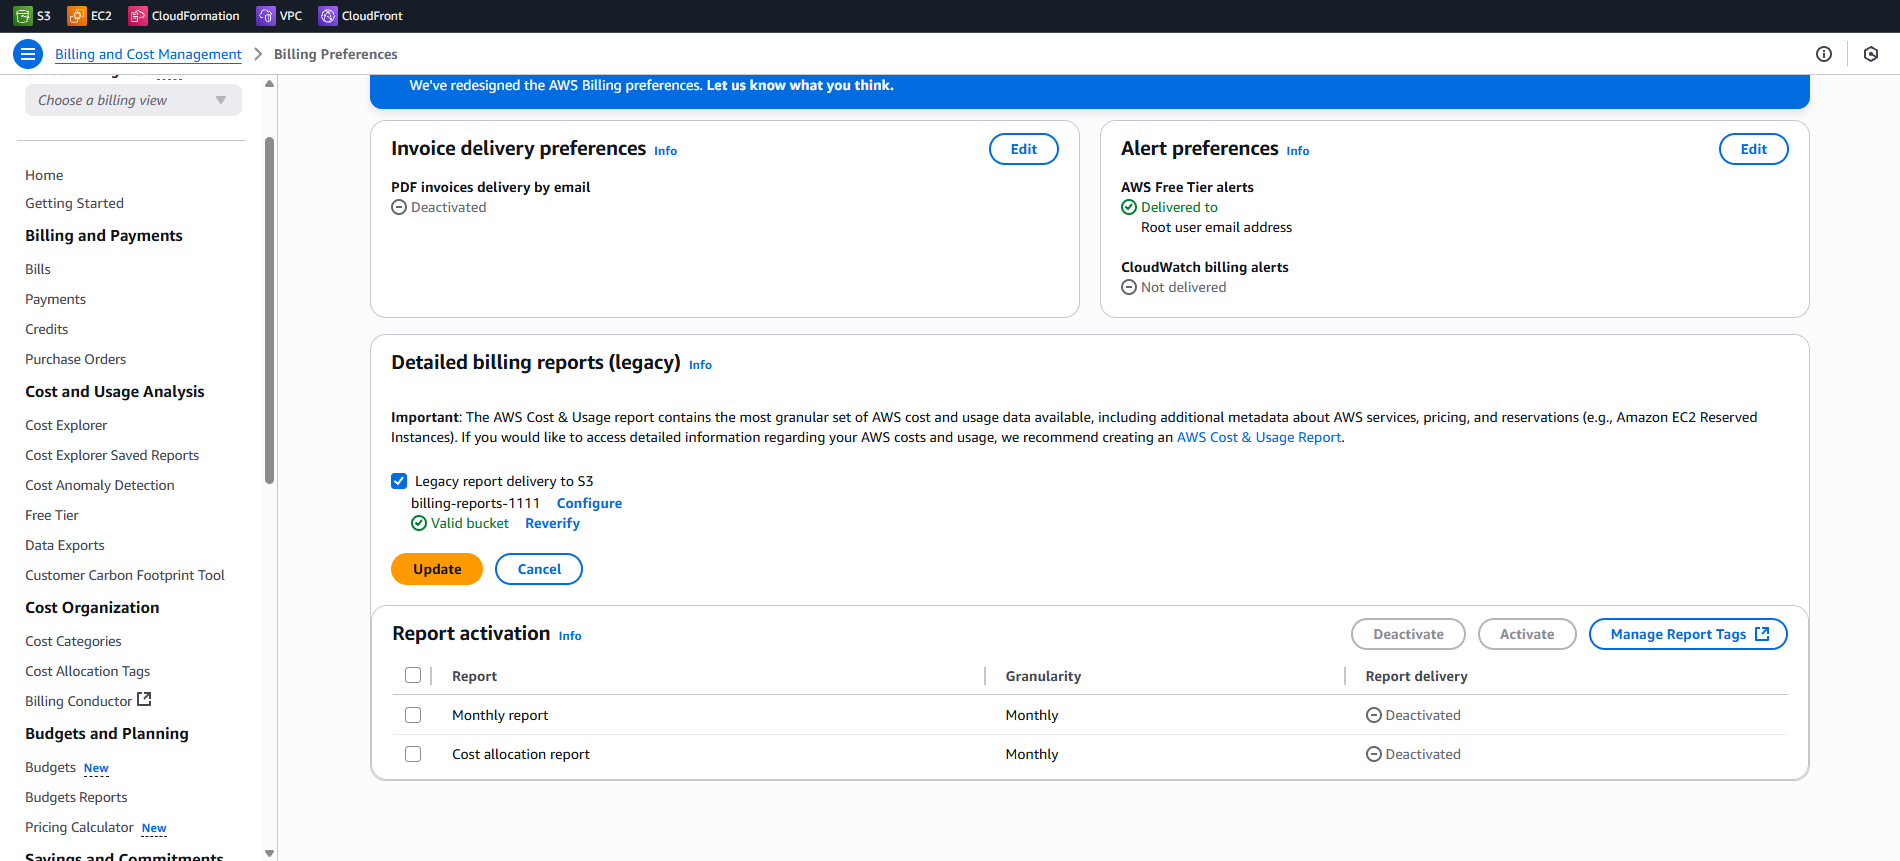 S3 EC2 CloudFormation VPC CloudFront
Billing and Cost Management > Billing Preferences
Choose a billing view
Home
Getting Started
Billing and Payments
Bills
Payments
Credits
Purchase Orders
Cost and Usage Analysis
Cost Explorer
Cost Explorer Saved Reports
Cost Anomaly Detection
Free Tier
Data Exports
Customer Carbon Footprint Tool
Cost Organization
Cost Categories
Cost Allocation Tags
Billing Conductor
Budgets and Planning
Budgets New
Budgets Reports
Pricing Calculator New
Savings and Commitments
We've redesigned the AWS Billing preferences. Let us know what you think.
Invoice delivery preferences Info
Edit
PDF invoices delivery by email
Deactivated
Alert preferences Info
Edit
AWS Free Tier alerts
Delivered to
Root user email address
CloudWatch billing alerts
Not delivered
Detailed billing reports (legacy) Info
Important: The AWS Cost & Usage report contains the most granular set of AWS cost and usage data available, including additional metadata about AWS services, pricing, and reservations (e.g., Amazon EC2 Reserved
Instances). If you would like to access detailed information regarding your AWS costs and usage, we recommend creating an AWS Cost & Usage Report.
Legacy report delivery to S3
billing-reports-1111 Configure
Valid bucket Reverify
Update Cancel
Report activation Info
Deactivate Activate Manage Report Tags
Report Granularity Report delivery
Monthly report Monthly Deactivated
Cost allocation report Monthly Deactivated